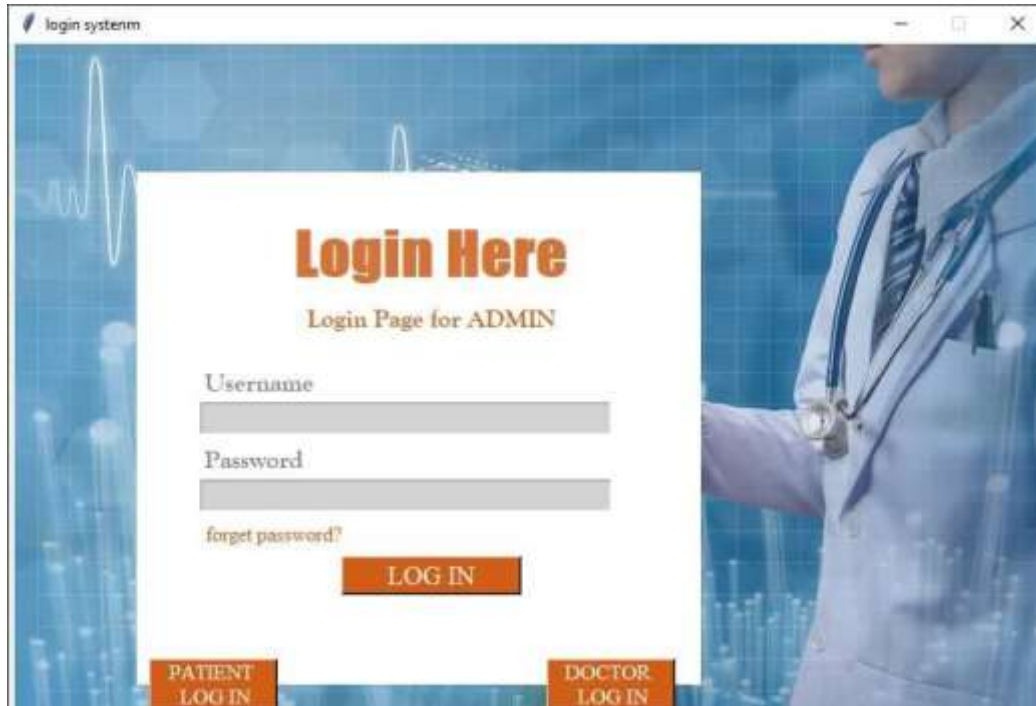 login systenm
Login Here
Login Page for ADMIN
Username
Password
forget password?
LOG IN
PATIENT
LOG IN
DOCTOR
LOG IN